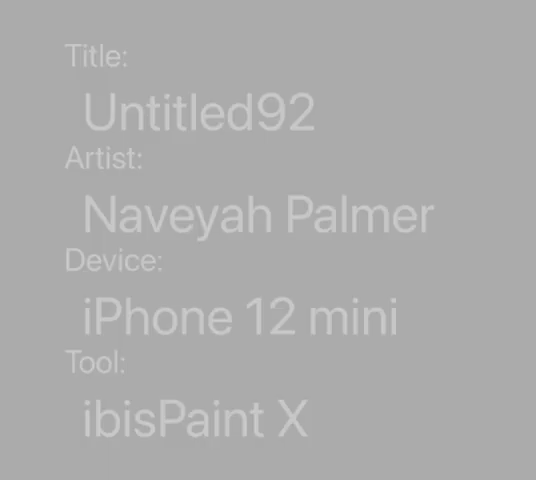 Title:
Untitled92
Artist:
Naveyah Palmer
Device:
iPhone 12 mini
Tool:
ibisPaint X